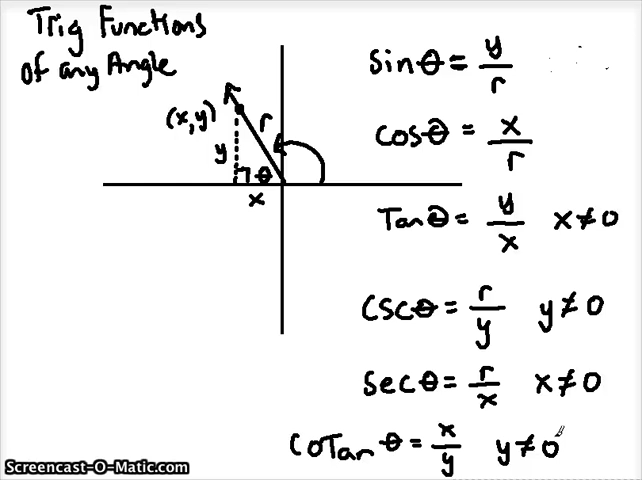 Trig Functions
of any Angle
(x,y)
r
y
θ
x
sinθ = y/r
cosθ = x/r
Tanθ = y/x x≠0
cscθ = r/y y≠0
secθ = r/x x≠0
coTanθ = x/y y≠0
Screencast-O-Matic.com